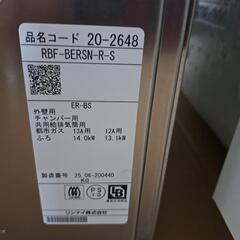 品名コード 20-2648
RBF-BERSN-R-S
ER-BS
外壁用
チャンバー用
共用給排気筒用
都市ガス 13A用 12A用
ふろ 14.0kW 13.1kW
製造番号 25.06-200440
KG
リンナイ株式会社